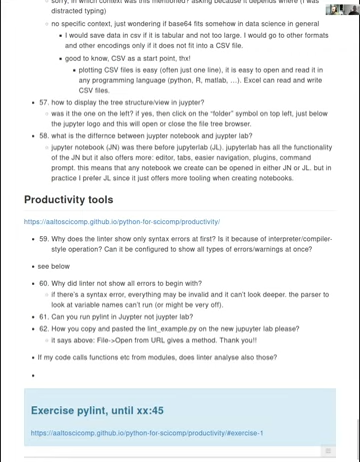 sorry, in which context was this mentioned? asking because it depends where (I was
distracted typing)
no specific context, just wondering if base64 fits somehow in data science in general
I would save data in csv if it is tabular and not too large. I would go to other formats
and other encodings only if it does not fit into a CSV file.
good to know, CSV as a start point, thx!
plotting CSV files is easy (often just one line), it is easy to open and read it in
any programming language (python, R, matlab, ...). Excel can read and write
CSV files.
57. how to display the tree structure/view in juypter?
was it the one on the left? if yes, then click on the "folder" symbol on top left, just below
the jupyter logo and this will open or close the file tree browser.
58. what is the differnce between jupyter notebook and jupyter lab?
jupyter notebook (JN) was there before jupyterlab (JL). jupyterlab has all the functionality
of the JN but it also offers more: editor, tabs, easier navigation, plugins, command
prompt. this means that any notebook we create can be opened in either JN or JL. but in
practice I prefer JL since it just offers more tooling when creating notebooks.
Productivity tools
https://aaltoscicomp.github.io/python-for-scicomp/productivity/
59. Why does the linter show only syntax errors at first? Is it because of interpreter/compiler-
style operation? Can it be configured to show all types of errors/warnings at once?
see below
60. Why did linter not show all errors to begin with?
if there's a syntax error, everything may be invalid and it can't look deeper. the parser to
look at variable names can't run (or might be very off).
61. Can you run pylint in Juypter not juypter lab?
62. How you copy and pasted the lint_example.py on the new jupuyter lab please?
it says above: File->Open from URL gives a method. Thank you!!
If my code calls functions etc from modules, does linter analyse also those?
Exercise pylint, until xx:45
https://aaltoscicomp.github.io/python-for-scicomp/productivity/#exercise-1